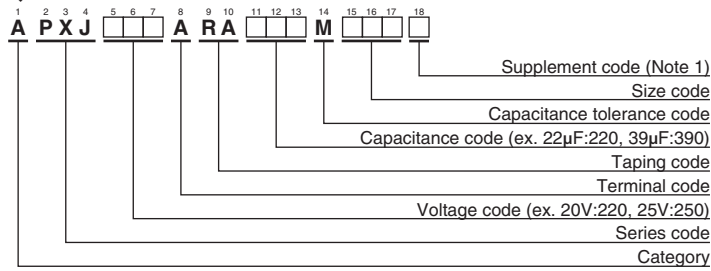 1 2 3 4 5 6 7 8 9 10 11 12 13 14 15 16 17 18
A PXJ □□□ A RA □□□ M □□□ □
Supplement code (Note 1)
Size code
Capacitance tolerance code
Capacitance code (ex. 22μF:220, 39μF:390)
Taping code
Terminal code
Voltage code (ex. 20V:220, 25V:250)
Series code
Category